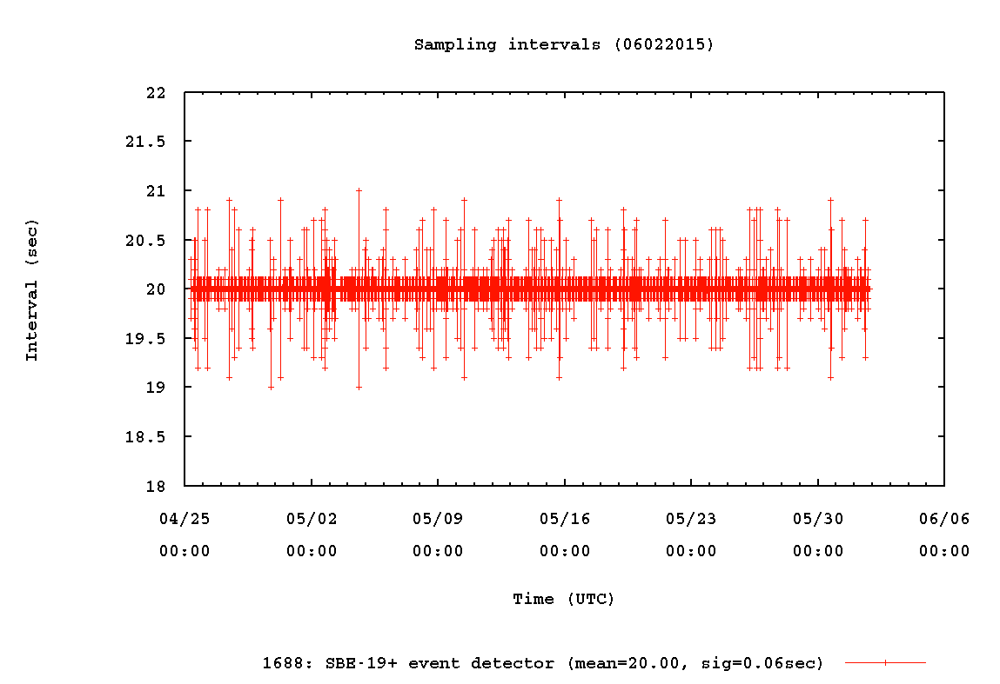 Sampling intervals (06022015)
22
21.5
21
20.5
20
19.5
19
18.5
18
Interval (sec)
04/25 05/02 05/09 05/16 05/23 05/30 06/06
00:00 00:00 00:00 00:00 00:00 00:00 00:00
Time (UTC)
1688: SBE-19+ event detector (mean=20.00, sig=0.06sec)